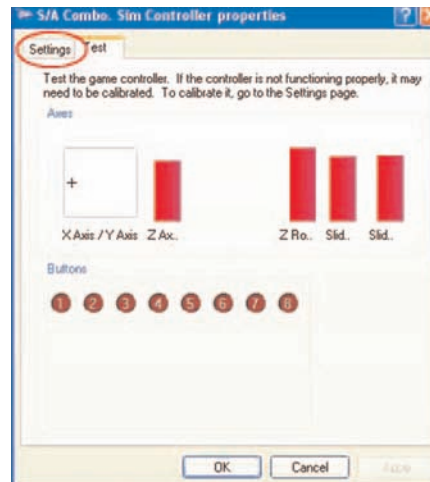 S/A Combo. Sim Controller properties
Settings Test
Test the game controller. If the controller is not functioning properly, it may
need to be calibrated. To calibrate it, go to the Settings page.
Axes
X Axis / Y Axis Z Ax.. Z Ro.. Slid.. Slid..
Buttons
1 2 3 4 5 6 7 8
OK Cancel Apply